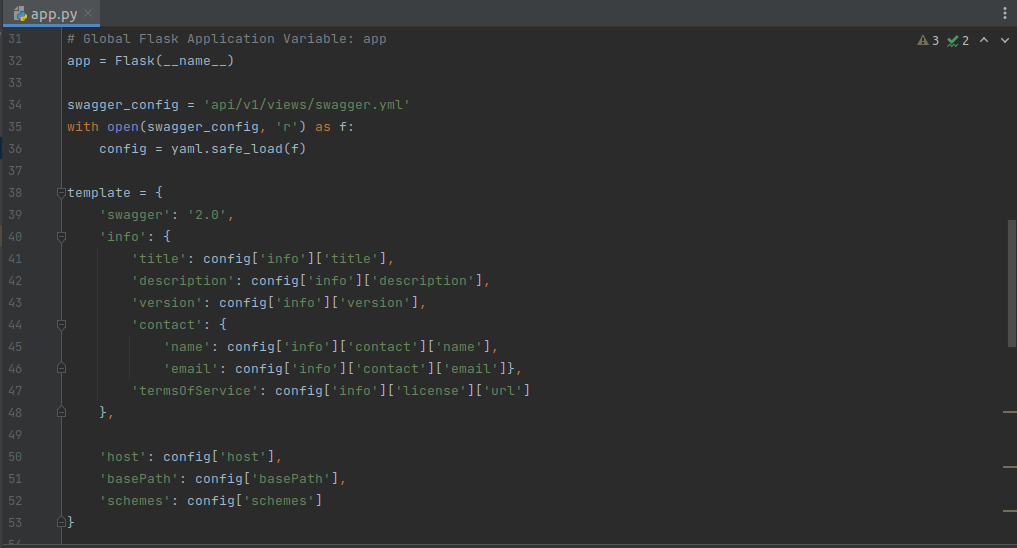 app.py
3 2
31 # Global Flask Application Variable: app
32 app = Flask(__name__)
33
34 swagger_config = 'api/v1/views/swagger.yml'
35 with open(swagger_config, 'r') as f:
36     config = yaml.safe_load(f)
37
38 template = {
39     'swagger': '2.0',
40     'info': {
41         'title': config['info']['title'],
42         'description': config['info']['description'],
43         'version': config['info']['version'],
44         'contact': {
45             'name': config['info']['contact']['name'],
46             'email': config['info']['contact']['email']},
47         'termsOfService': config['info']['license']['url']
48     },
49
50     'host': config['host'],
51     'basePath': config['basePath'],
52     'schemes': config['schemes']
53 }